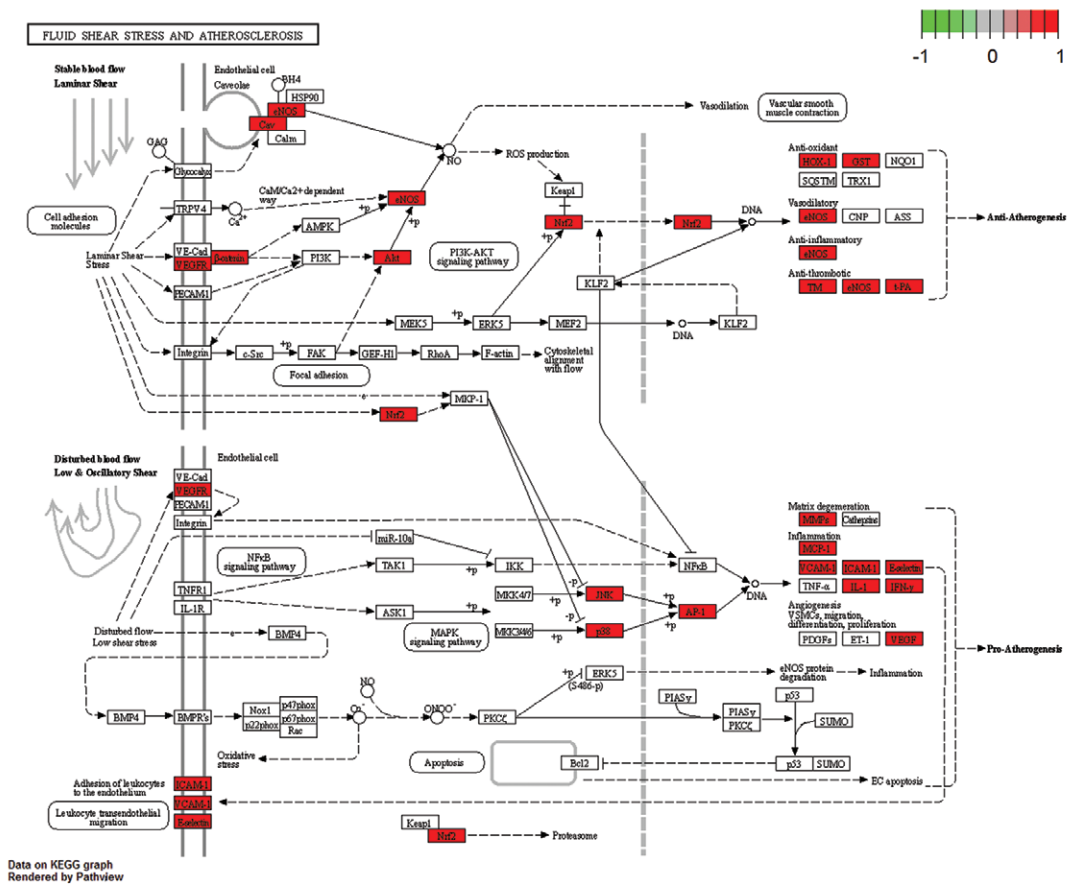 FLUID SHEAR STRESS AND ATHEROSCLEROSIS
-1 0 1
Stable blood flow
Laminar Shear
Endothelial cell
Caveolae
BH4
HSP90
eNOS
Cav
Calm
Vasodilation
Vascular smooth
muscle contraction
GAG
Glycocalyx
NO
ROS production
Keap1
Anti-oxidant
HOX-1
GST
NQO1
SQSTM
TRX1
CaM/Ca2+ dependent
way
TRPV4
Ca2+
eNOS
+p
Cell adhesion
molecules
AMPK
+p
Nrf2
+p
Nrf2
DNA
Vasodilatory
eNOS
CNP
ASS
Anti-Atherogenesis
Laminar Shear
Stress
VE-Cad
VEGFR
β-catenin
PI3K
Akt
PI3K-AKT
signaling pathway
Anti-inflammatory
eNOS
Anti-thrombotic
TM
eNOS
t-PA
PECAM-1
KLF2
MEK5
+p
ERK5
MEF2
DNA
KLF2
Integrin
c-Src
+p
FAK
GEF-H1
RhoA
F-actin
Cytoskeletal
alignment
with flow
Focal adhesion
MKP-1
Nrf2
Disturbed blood flow
Low & Oscillatory Shear
Endothelial cell
VE-Cad
VEGFR
PECAM-1
Integrin
miR-10a
NFκB
signaling pathway
TAK1
+p
IKK
NFκB
Matrix degeneration
MMPs
Cathepsins
Inflammation
MCP-1
VCAM-1
ICAM-1
E-selectin
TNF-α
IL-1
IFN-γ
DNA
TNFR1
IL-1R
ASK1
+p
MKK4/7
+p
-p
JNK
+p
AP-1
MAPK
signaling pathway
MKK3/4/6
+p
-p
p38
+p
Angiogenesis
VSMCs, migration,
differentiation, proliferation
PDGFs
ET-1
VEGF
Disturbed flow
Low shear stress
BMP4
Pro-Atherogenesis
+p
(S486-p)
ERK5
eNOS protein
degradation
Inflammation
BMP4
BMPR's
Nox1
p22phox
p47phox
p67phox
Rac
NO
ONOO-
PKCζ
PIASy
PIASy
PKCζ
p53
SUMO
Oxidative
stress
Apoptosis
Bcl2
p53
SUMO
EC apoptosis
Adhesion of leukocytes
to the endothelium
ICAM-1
VCAM-1
E-selectin
Leukocyte transendothelial
migration
Keap1
Nrf2
Proteasome
Data on KEGG graph
Rendered by Pathview